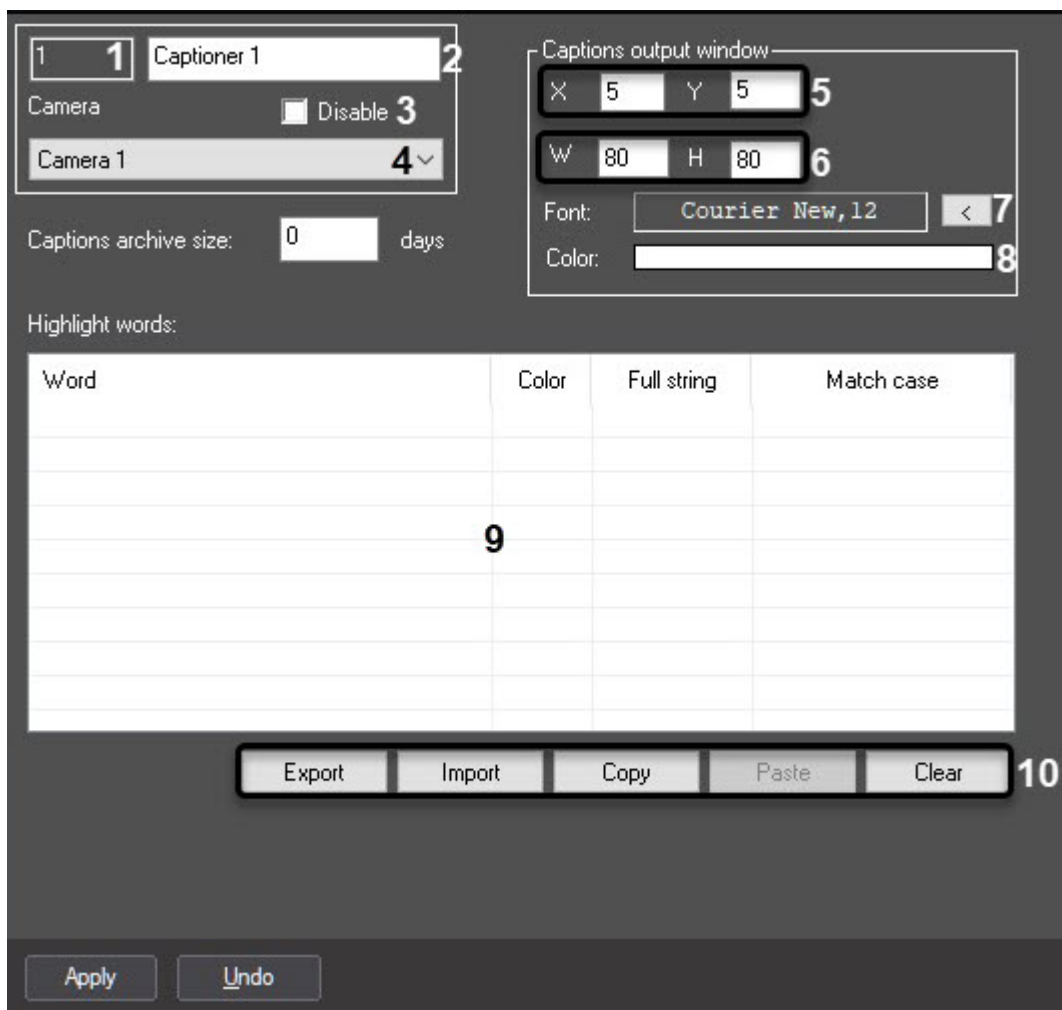 1 1 Captioner 1 2
Camera Disable 3
Camera 1 4
Captions archive size: 0 days
Captions output window
X 5 Y 5 5
W 80 H 80 6
Font: Courier New,12 < 7
Color: 8
Highlight words:
Word Color Full string Match case
9
Export Import Copy Paste Clear 10
Apply Undo